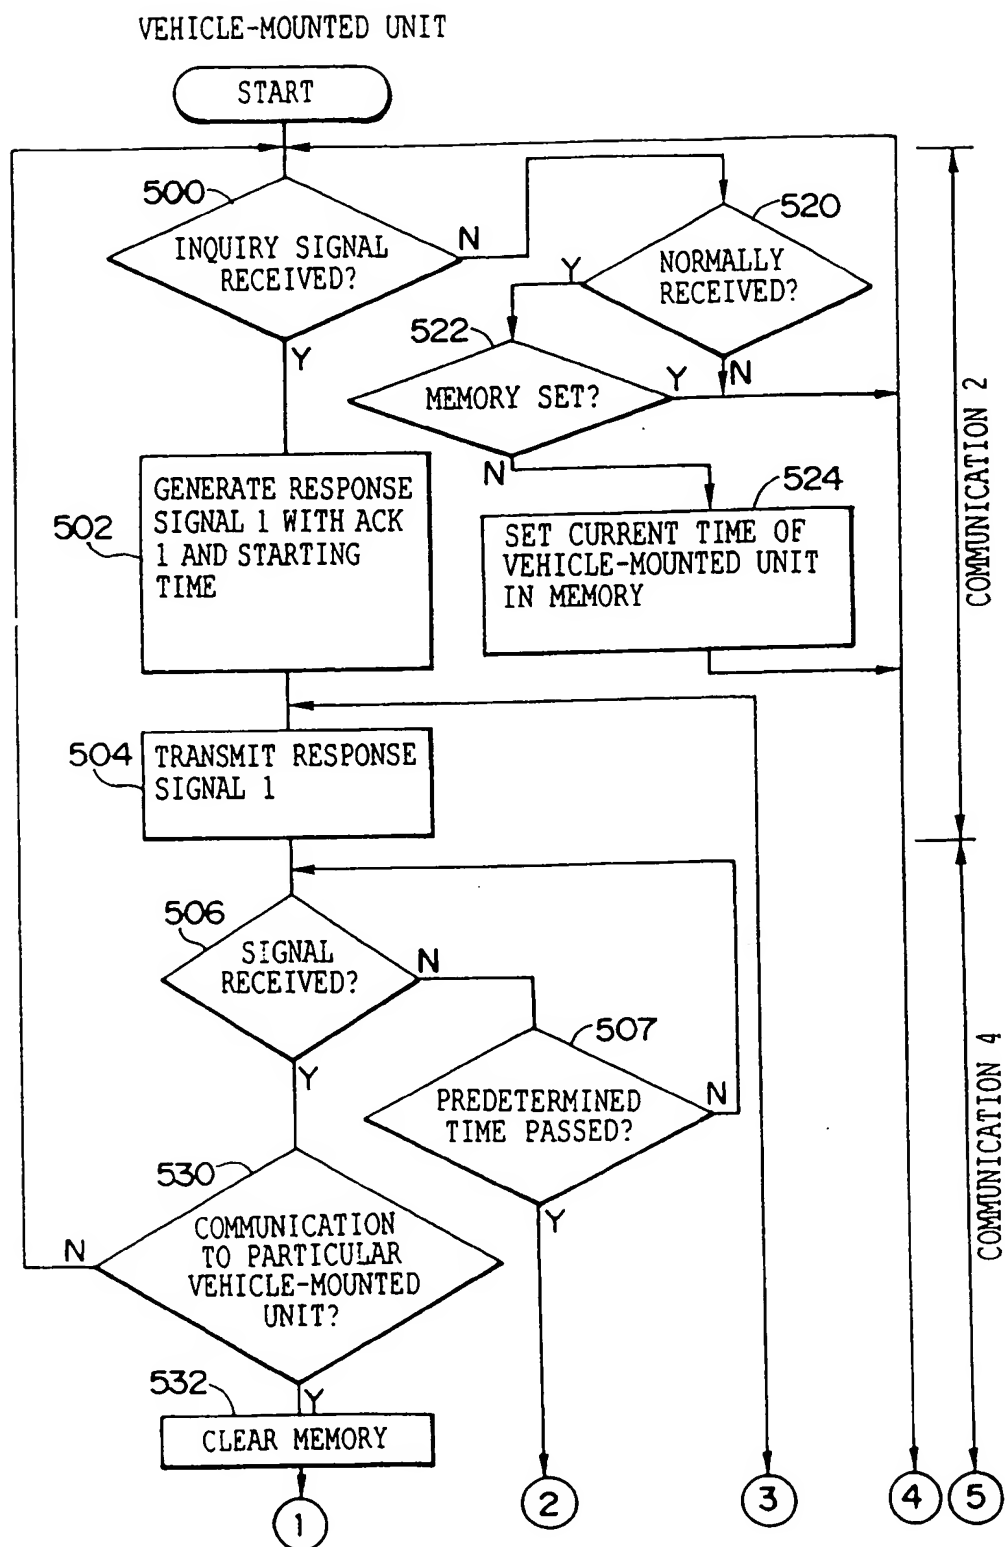 VEHICLE-MOUNTED UNIT
START
500
INQUIRY SIGNAL
RECEIVED?
N
Y
520
NORMALLY
RECEIVED?
Y
N
522
MEMORY SET?
Y
N
502
GENERATE RESPONSE
SIGNAL 1 WITH ACK
1 AND STARTING
TIME
524
SET CURRENT TIME OF
VEHICLE-MOUNTED UNIT
IN MEMORY
COMMUNICATION 2
504
TRANSMIT RESPONSE
SIGNAL 1
506
SIGNAL
RECEIVED?
N
Y
507
PREDETERMINED
TIME PASSED?
N
Y
530
COMMUNICATION
TO PARTICULAR
VEHICLE-MOUNTED
UNIT?
N
Y
COMMUNICATION 4
532
CLEAR MEMORY
1
2
3
4
5